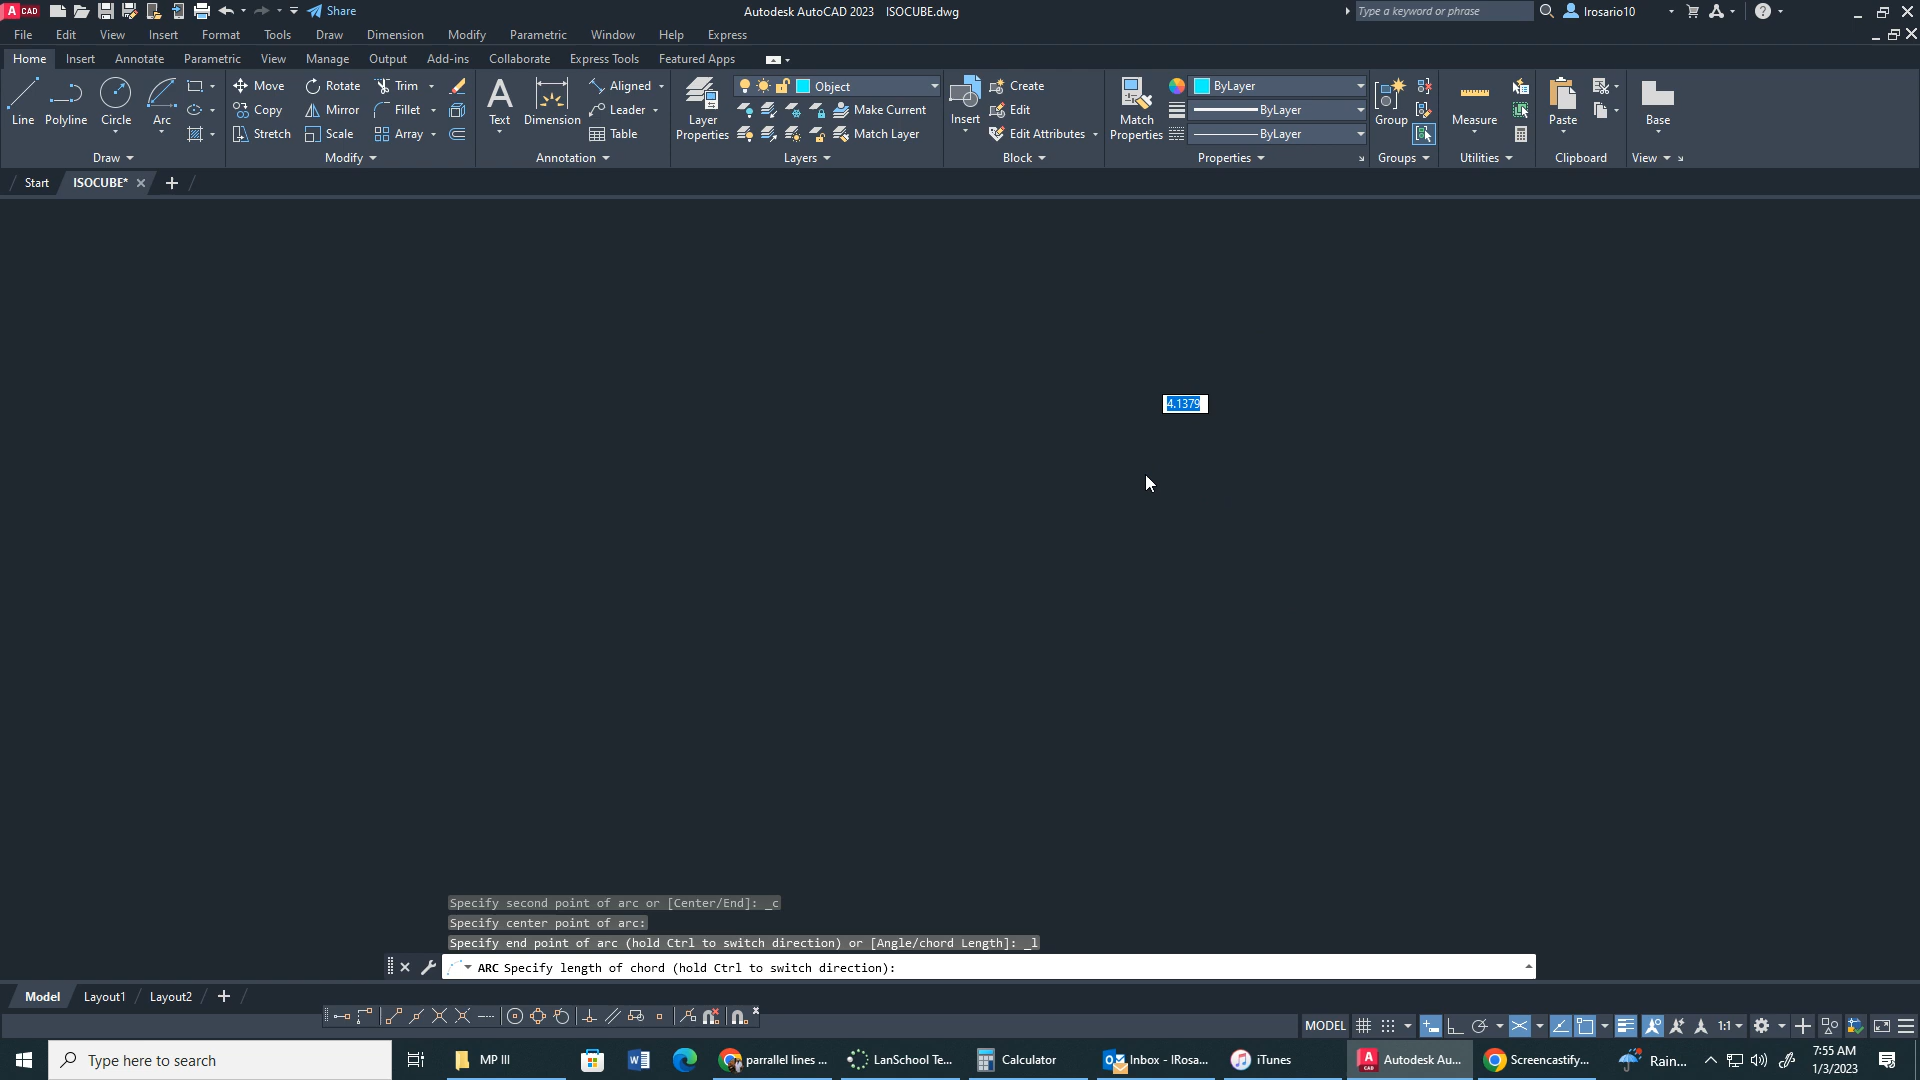 CAD Share Autodesk AutoCAD 2023 ISOCUBE.dwg Type a keyword or phrase Irosario10
File Edit View Insert Format Tools Draw Dimension Modify Parametric Window Help Express
Home Insert Annotate Parametric View Manage Output Add-ins Collaborate Express Tools Featured Apps
Line Polyline Circle Arc
Move Rotate Trim
Copy Mirror Fillet
Stretch Scale Array
Text Dimension
Aligned
Leader
Table
Layer Properties
Object
Make Current
Match Layer
Insert
Create
Edit
Edit Attributes
Match Properties
ByLayer
ByLayer
ByLayer
Group
Measure
Paste
Base
Draw Modify Annotation Layers Block Properties Groups Utilities Clipboard View
Start ISOCUBE*
4.1379
Specify second point of arc or [Center/End]: _c
Specify center point of arc:
Specify end point of arc (hold Ctrl to switch direction) or [Angle/chord Length]: _l
ARC Specify length of chord (hold Ctrl to switch direction):
Model Layout1 Layout2
MODEL 1:1
Type here to search MP III parrallel lines ... LanSchool Te... Calculator Inbox - IRosa... iTunes Autodesk Au... Screencastify... Rain... 7:55 AM
1/3/2023